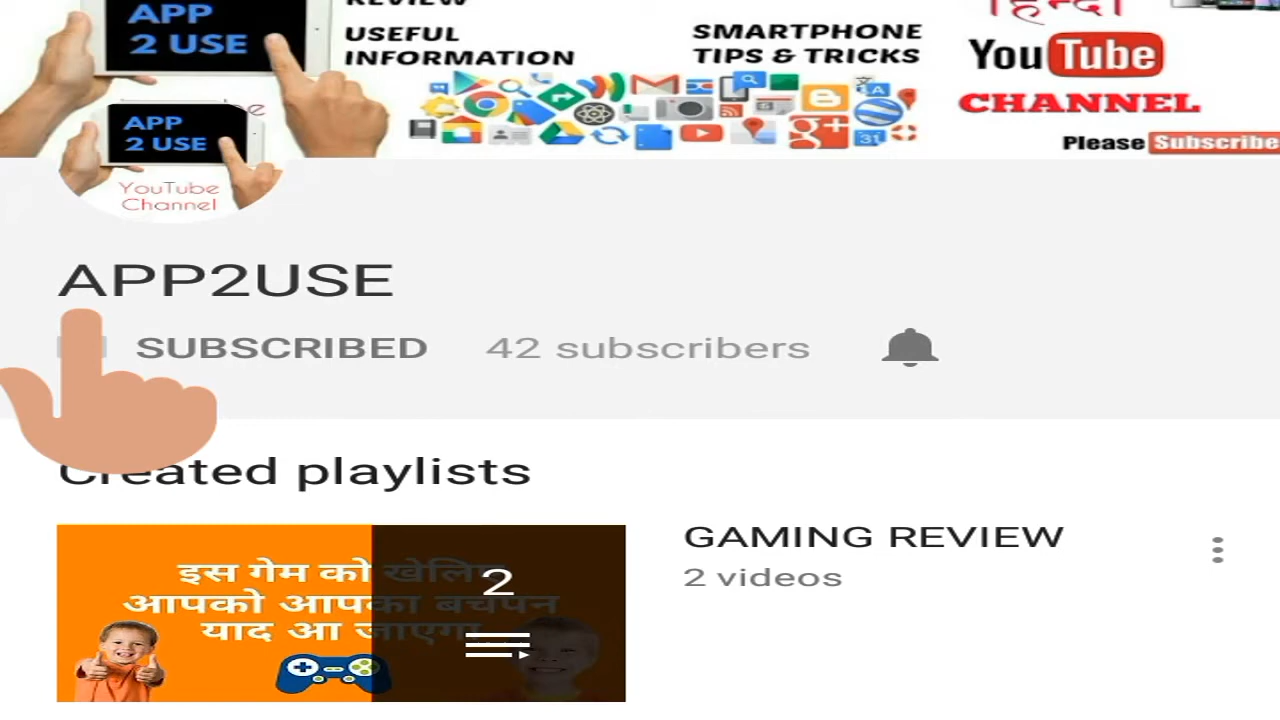 APP
2 USE
REVIEW
USEFUL
INFORMATION
SMARTPHONE
TIPS & TRICKS
हिन्दी
YouTube
CHANNEL
Please Subscribe
APP
2 USE
YouTube
Channel
APP2USE
SUBSCRIBED 42 subscribers
Created playlists
इस गेम को खेलिए
आपको आपका बचपन
याद आ जाएगा
2
GAMING REVIEW
2 videos